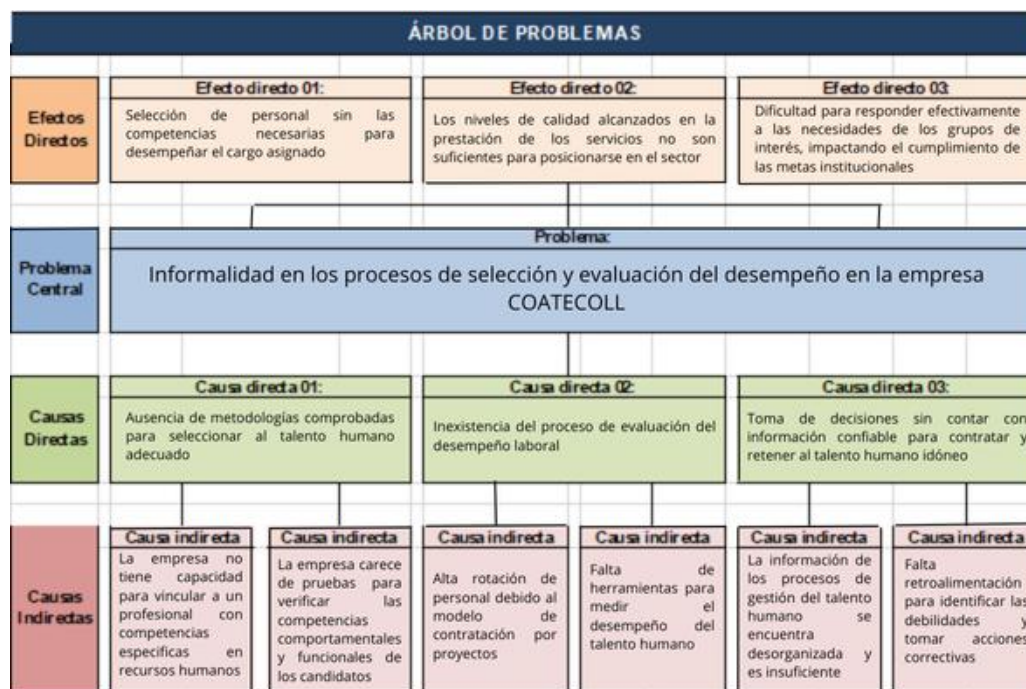 ÁRBOL DE PROBLEMAS
Efectos
Directos
Efecto directo 01:
Selección de personal sin las
competencias necesarias para
desempeñar el cargo asignado
Efecto directo 02:
Los niveles de calidad alcanzados en la
prestación de los servicios no son
suficientes para posicionarse en el sector
Efecto directo 03:
Dificultad para responder efectivamente
a las necesidades de los grupos de
interés, impactando el cumplimiento de
las metas institucionales
Problema
Central
Problema:
Informalidad en los procesos de selección y evaluación del desempeño en la empresa
COATECOLL
Causas
Directas
Causa directa 01:
Ausencia de metodologías comprobadas
para seleccionar al talento humano
adecuado
Causa directa 02:
Inexistencia del proceso de evaluación del
desempeño laboral
Causa directa 03:
Toma de decisiones sin contar con
información confiable para contratar y
retener al talento humano idóneo
Causas
Indirectas
Causa indirecta
La empresa no
tiene capacidad
para vincular a un
profesional con
competencias
especificas en
recursos humanos
Causa indirecta
La empresa carece
de pruebas para
verificar las
competencias
comportamentales
y funcionales de
los candidatos
Causa indirecta
Alta rotación de
personal debido al
modelo de
contratación por
proyectos
Causa indirecta
Falta de
herramientas para
medir el
desempeño del
talento humano
Causa indirecta
La información de
los procesos de
gestión del talento
humano se
encuentra
desorganizada y
es insuficiente
Causa indirecta
Falta
retroalimentación
para identificar las
debilidades y
tomar acciones
correctivas